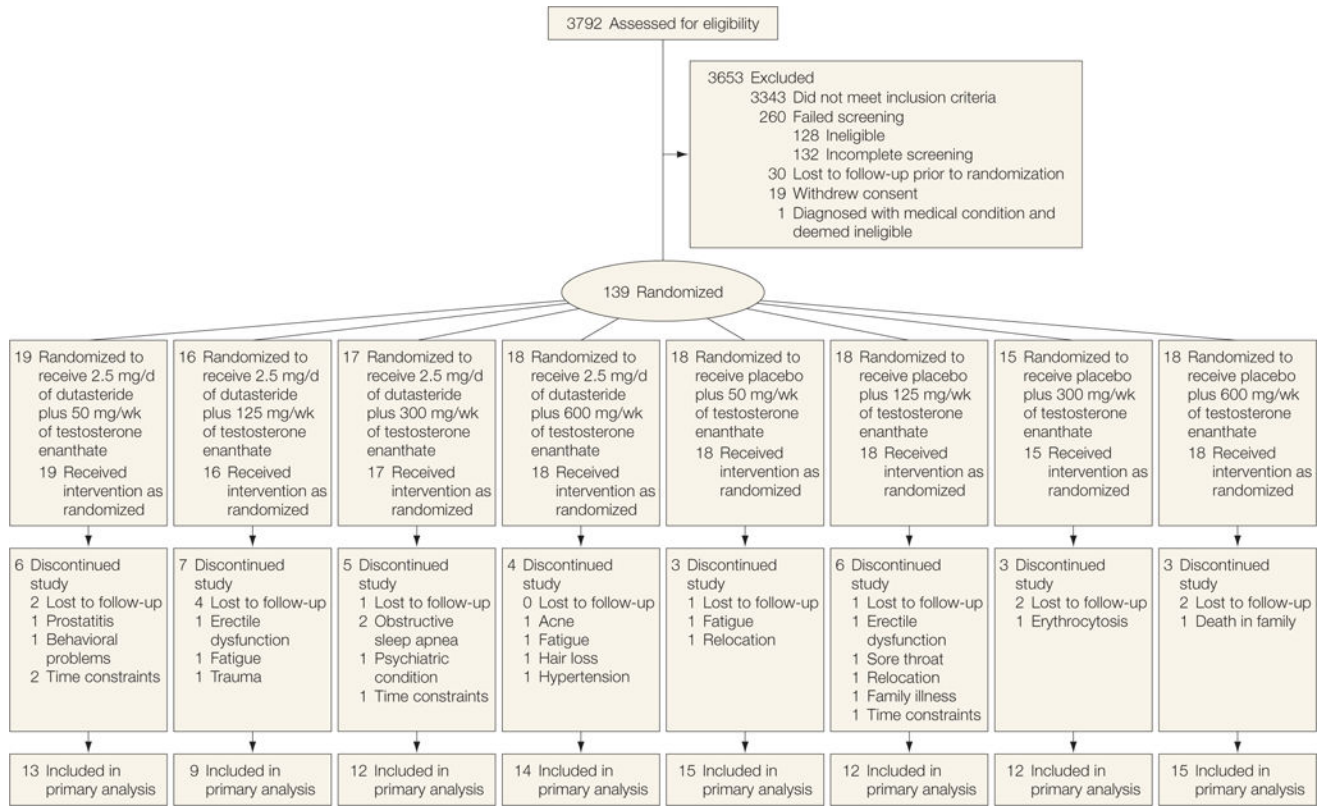 3792 Assessed for eligibility
3653 Excluded
3343 Did not meet inclusion criteria
260 Failed screening
128 Ineligible
132 Incomplete screening
30 Lost to follow-up prior to randomization
19 Withdrew consent
1 Diagnosed with medical condition and
deemed ineligible
139 Randomized
19 Randomized to
receive 2.5 mg/d
of dutasteride
plus 50 mg/wk
of testosterone
enanthate
19 Received
intervention as
randomized
16 Randomized to
receive 2.5 mg/d
of dutasteride
plus 125 mg/wk
of testosterone
enanthate
16 Received
intervention as
randomized
17 Randomized to
receive 2.5 mg/d
of dutasteride
plus 300 mg/wk
of testosterone
enanthate
17 Received
intervention as
randomized
18 Randomized to
receive 2.5 mg/d
of dutasteride
plus 600 mg/wk
of testosterone
enanthate
18 Received
intervention as
randomized
18 Randomized to
receive placebo
plus 50 mg/wk
of testosterone
enanthate
18 Received
intervention as
randomized
18 Randomized to
receive placebo
plus 125 mg/wk
of testosterone
enanthate
18 Received
intervention as
randomized
15 Randomized to
receive placebo
plus 300 mg/wk
of testosterone
enanthate
15 Received
intervention as
randomized
18 Randomized to
receive placebo
plus 600 mg/wk
of testosterone
enanthate
18 Received
intervention as
randomized
6 Discontinued
study
2 Lost to follow-up
1 Prostatitis
1 Behavioral
problems
2 Time constraints
7 Discontinued
study
4 Lost to follow-up
1 Erectile
dysfunction
1 Fatigue
1 Trauma
5 Discontinued
study
1 Lost to follow-up
2 Obstructive
sleep apnea
1 Psychiatric
condition
1 Time constraints
4 Discontinued
study
0 Lost to follow-up
1 Acne
1 Fatigue
1 Hair loss
1 Hypertension
3 Discontinued
study
1 Lost to follow-up
1 Fatigue
1 Relocation
6 Discontinued
study
1 Lost to follow-up
1 Erectile
dysfunction
1 Sore throat
1 Relocation
1 Family illness
1 Time constraints
3 Discontinued
study
2 Lost to follow-up
1 Erythrocytosis
3 Discontinued
study
2 Lost to follow-up
1 Death in family
13 Included in
primary analysis
9 Included in
primary analysis
12 Included in
primary analysis
14 Included in
primary analysis
15 Included in
primary analysis
12 Included in
primary analysis
12 Included in
primary analysis
15 Included in
primary analysis